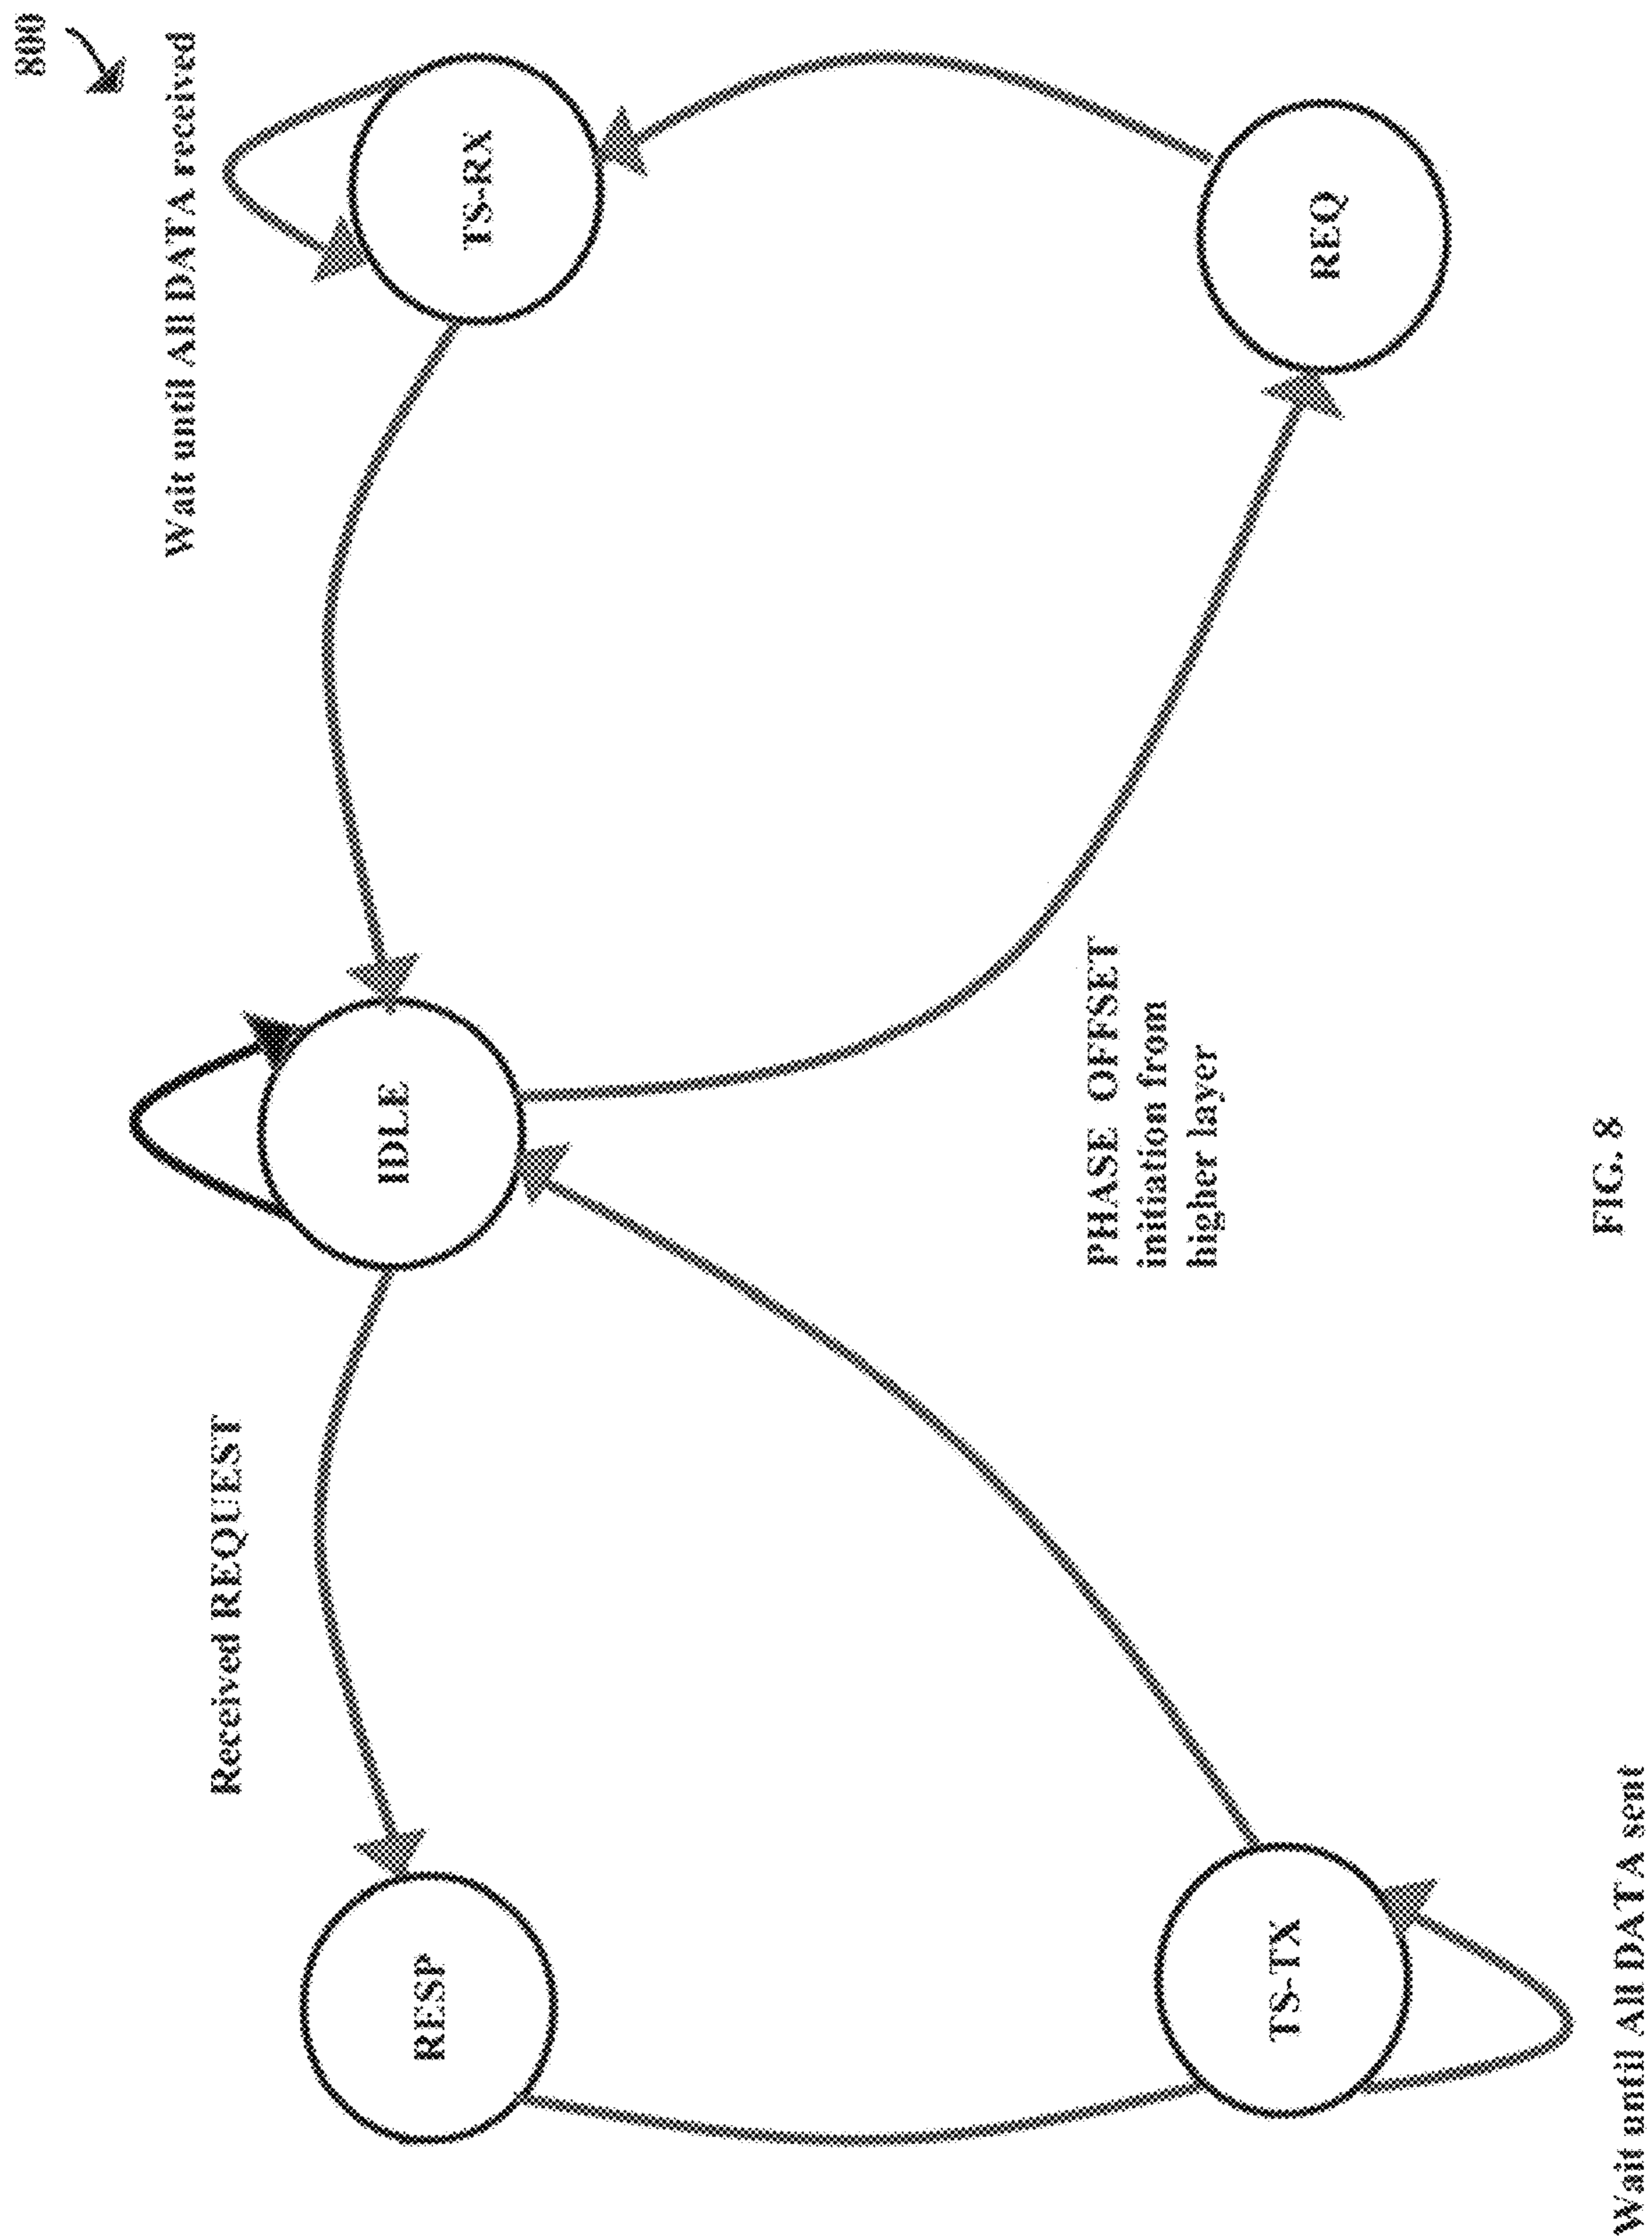 800
Wait until All DATA received
TS-RX
REQ
IDLE
PHASE OFFSET
initiation from
higher layer
Received REQUEST
RESP
TS-TX
Wait until All DATA sent
FIG. 8